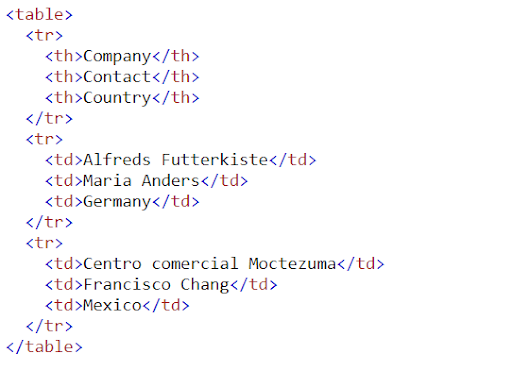 <table>
  <tr>
    <th>Company</th>
    <th>Contact</th>
    <th>Country</th>
  </tr>
  <tr>
    <td>Alfreds Futterkiste</td>
    <td>Maria Anders</td>
    <td>Germany</td>
  </tr>
  <tr>
    <td>Centro comercial Moctezuma</td>
    <td>Francisco Chang</td>
    <td>Mexico</td>
  </tr>
</table>